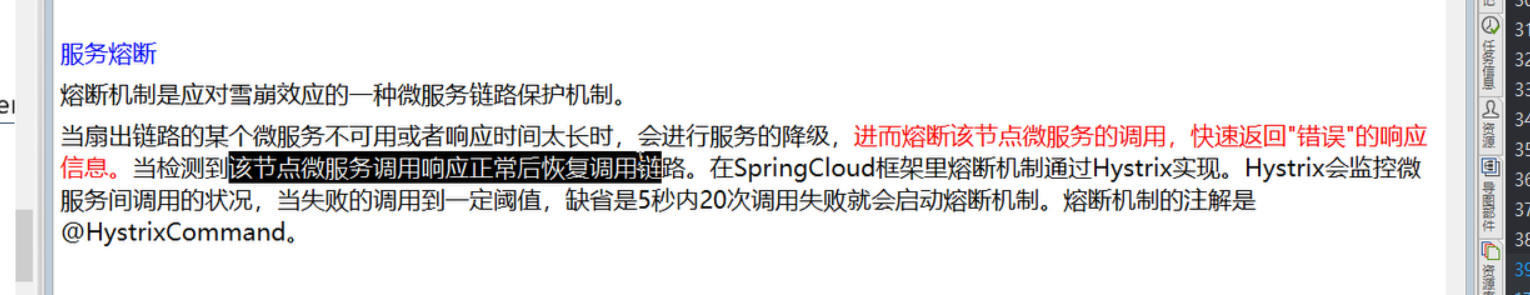 服务熔断
熔断机制是应对雪崩效应的一种微服务链路保护机制。
当扇出链路的某个微服务不可用或者响应时间太长时，会进行服务的降级，进而熔断该节点微服务的调用，快速返回"错误"的响应
信息。当检测到该节点微服务调用响应正常后恢复调用链路。在SpringCloud框架里熔断机制通过Hystrix实现。Hystrix会监控微
服务间调用的状况，当失败的调用到一定阈值，缺省是5秒内20次调用失败就会启动熔断机制。熔断机制的注解是
@HystrixCommand。
任务信息
资源
导图部件
31
32
33
34
35
36
37
38
39